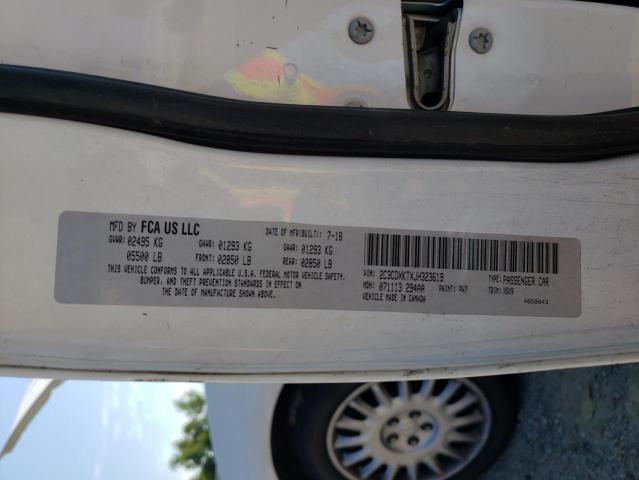 MFD BY FCA US LLC DATE OF MFR(BUILT): 7-18
GVWR: 02495 KG GAWR: 01293 KG GAWR: 01293 KG
05500 LB FRONT: 02850 LB REAR: 02850 LB
THIS VEHICLE CONFORMS TO ALL APPLICABLE U.S.A. FEDERAL MOTOR VEHICLE SAFETY,
BUMPER, AND THEFT PREVENTION STANDARDS IN EFFECT ON
THE DATE OF MANUFACTURE SHOWN ABOVE.
VIN: 2C3CDXKTXJH323619 TYPE: PASSENGER CAR
MDH: 071113 294AA PAINT: PW7 TRIM: X5X9
VEHICLE MADE IN CANADA 4650843